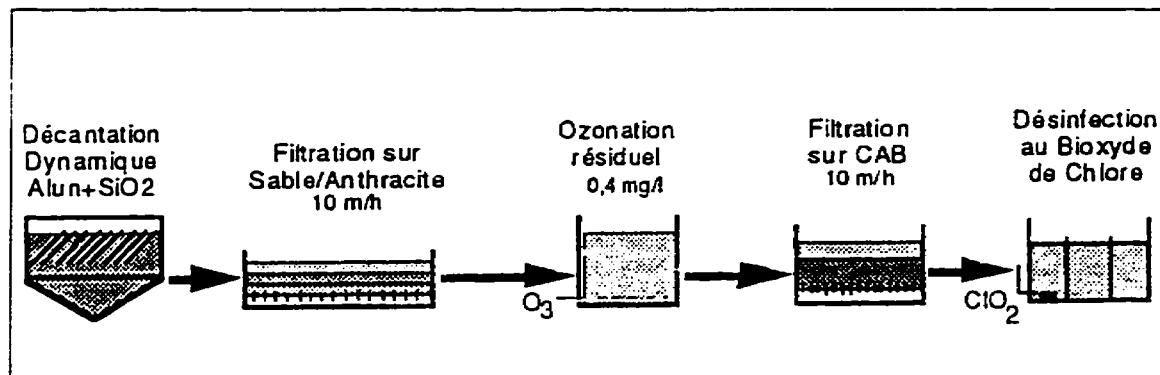 Décantation
Dynamique
Alun+SiO2
Filtration sur
Sable/Anthracite
10 m/h
Ozonation
résiduel
0,4 mg/l
O3
Filtration
sur CAB
10 m/h
Désinfection
au Bioxyde
de Chlore
ClO2